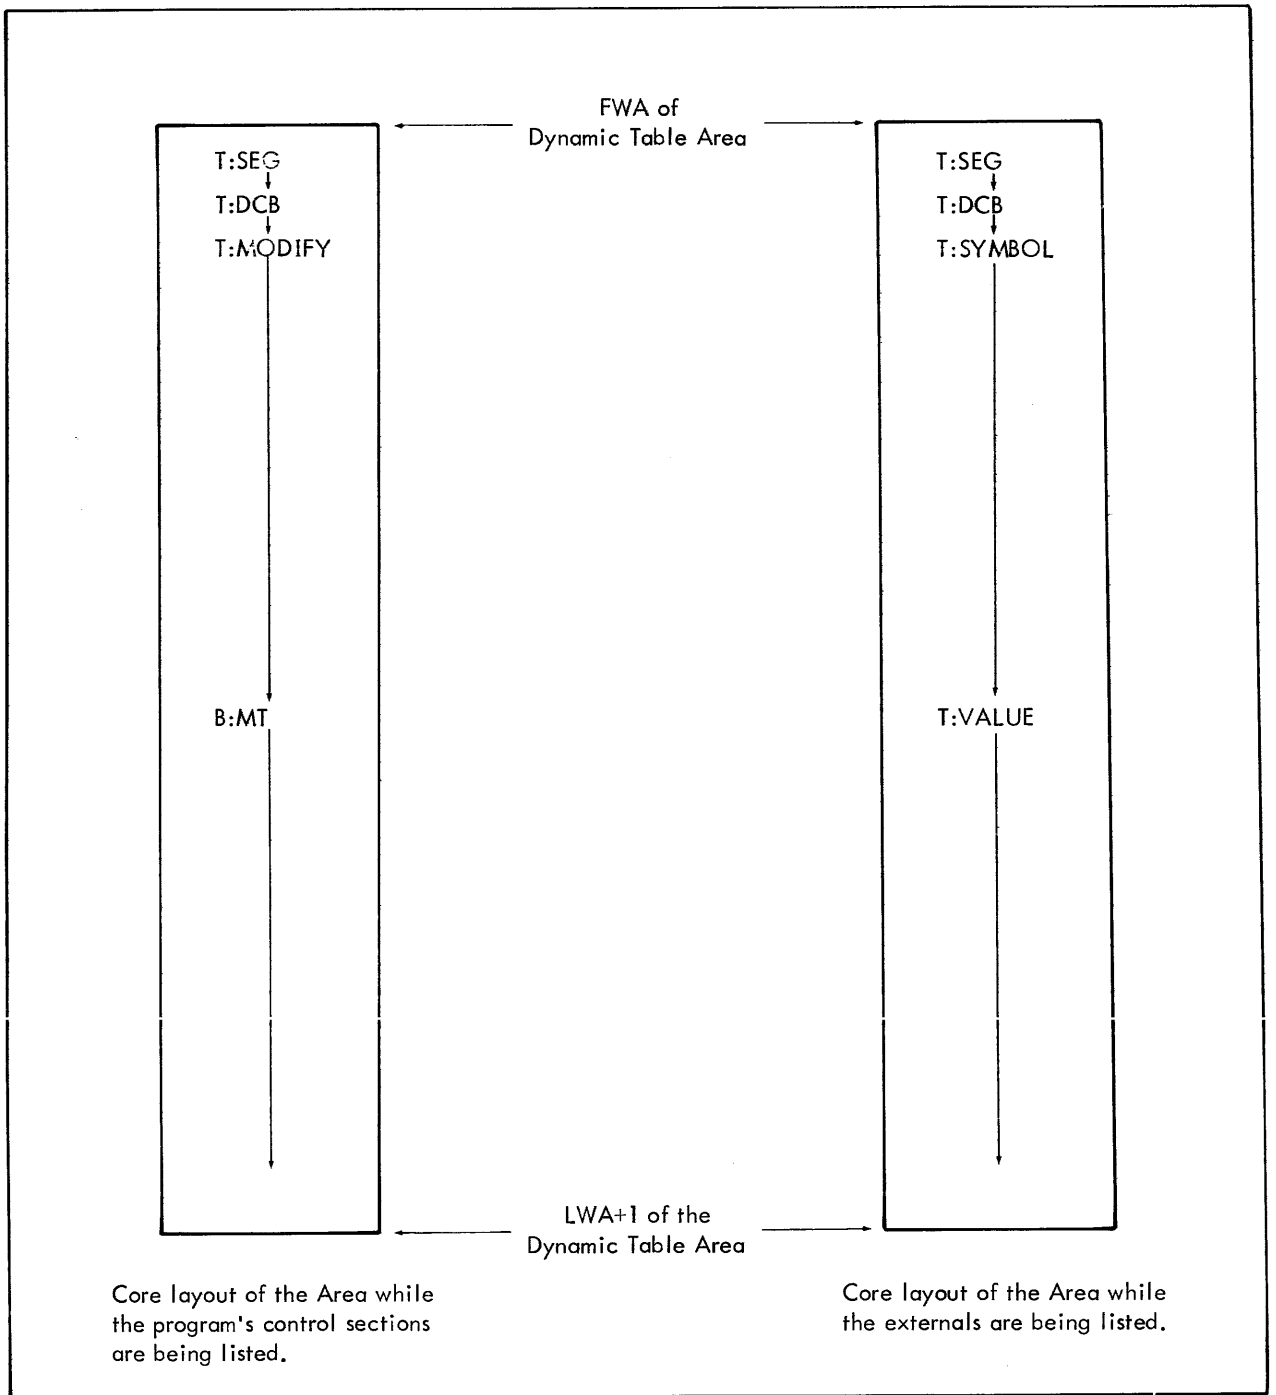 FWA of
Dynamic Table Area
T:SEG
T:DCB
T:MODIFY
B:MT
T:SEG
T:DCB
T:SYMBOL
T:VALUE
LWA+1 of the
Dynamic Table Area
Core layout of the Area while
the program's control sections
are being listed.
Core layout of the Area while
the externals are being listed.